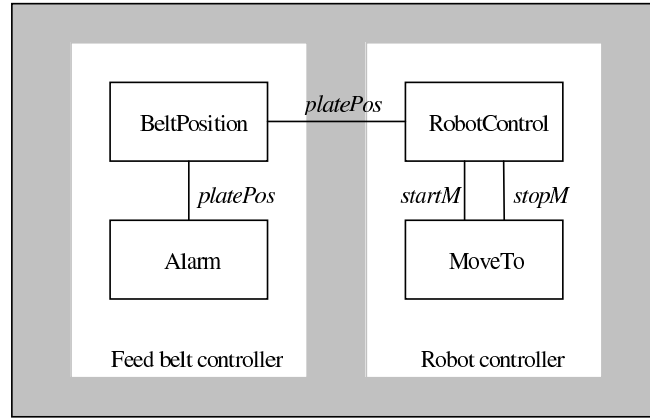 platePos
BeltPosition
RobotControl
platePos
startM
stopM
Alarm
MoveTo
Feed belt controller
Robot controller